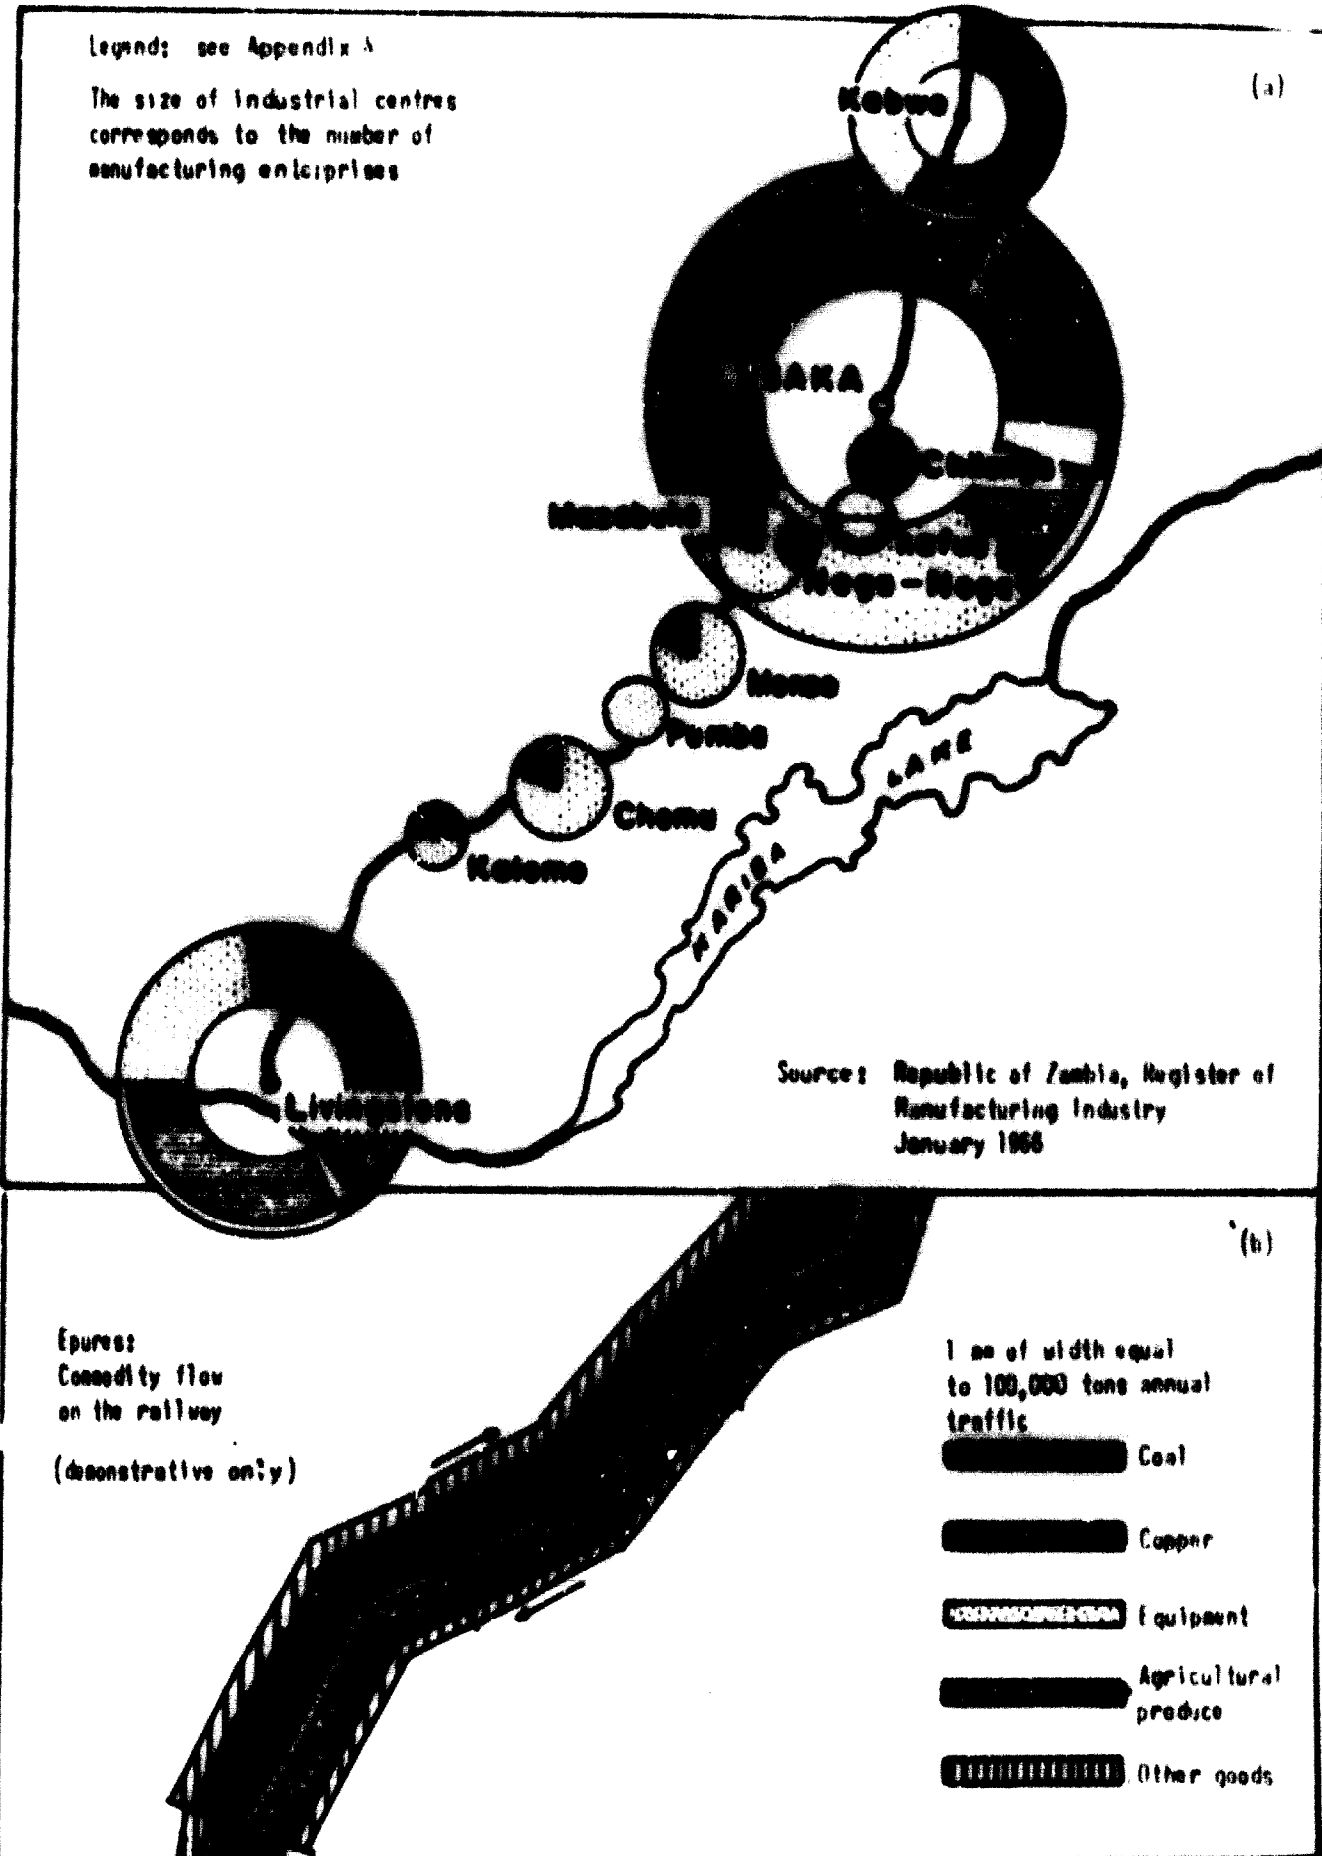 Legend: see Appendix A
The size of industrial centres
corresponds to the number of
manufacturing enterprises
(a)
Kabwe
Mazabuka
Kafue
Nega-Nega
Monze
Pemba
Choma
Kalomo
Livingstone
KARIBA LAKE
Source: Republic of Zambia, Register of
Manufacturing Industry
January 1968
(b)
Epures:
Commodity flow
on the railway
(demonstrative only)
1 mm of width equal
to 100,000 tons annual
traffic
Coal
Copper
Equipment
Agricultural
produce
Other goods